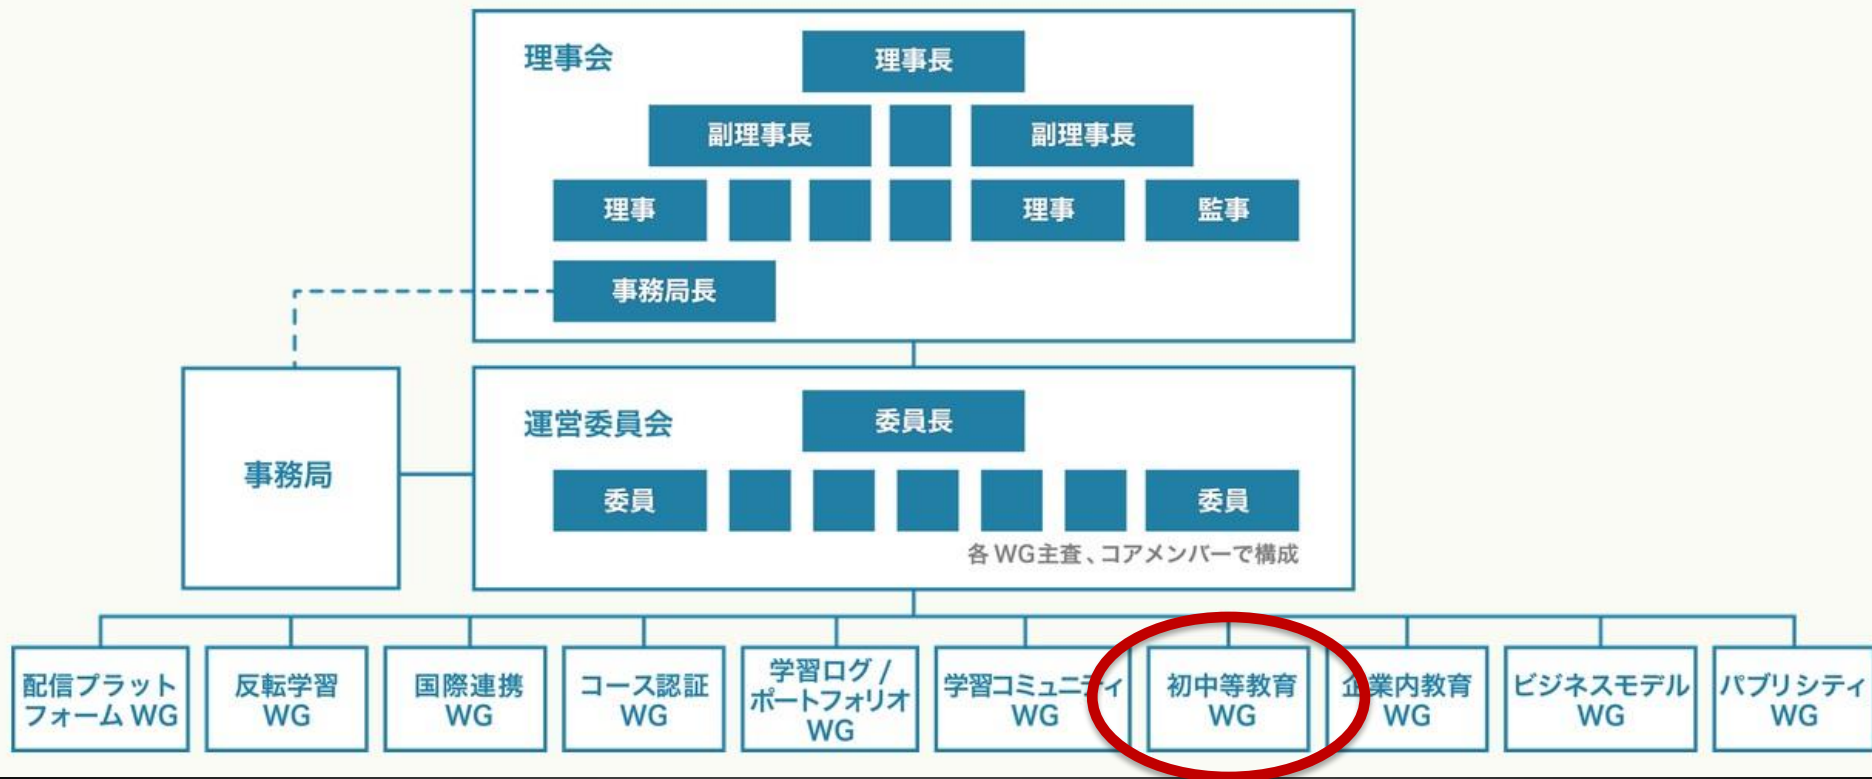 理事会
理事長
副理事長
副理事長
理事
理事
監事
事務局長
事務局
運営委員会
委員長
委員
委員
各WG主査、コアメンバーで構成
配信プラット
フォーム WG
反転学習
WG
国際連携
WG
コース認証
WG
学習ログ /
ポートフォリオ
WG
学習コミュニティ
WG
初中等教育
WG
企業内教育
WG
ビジネスモデル
WG
パブリシティ
WG